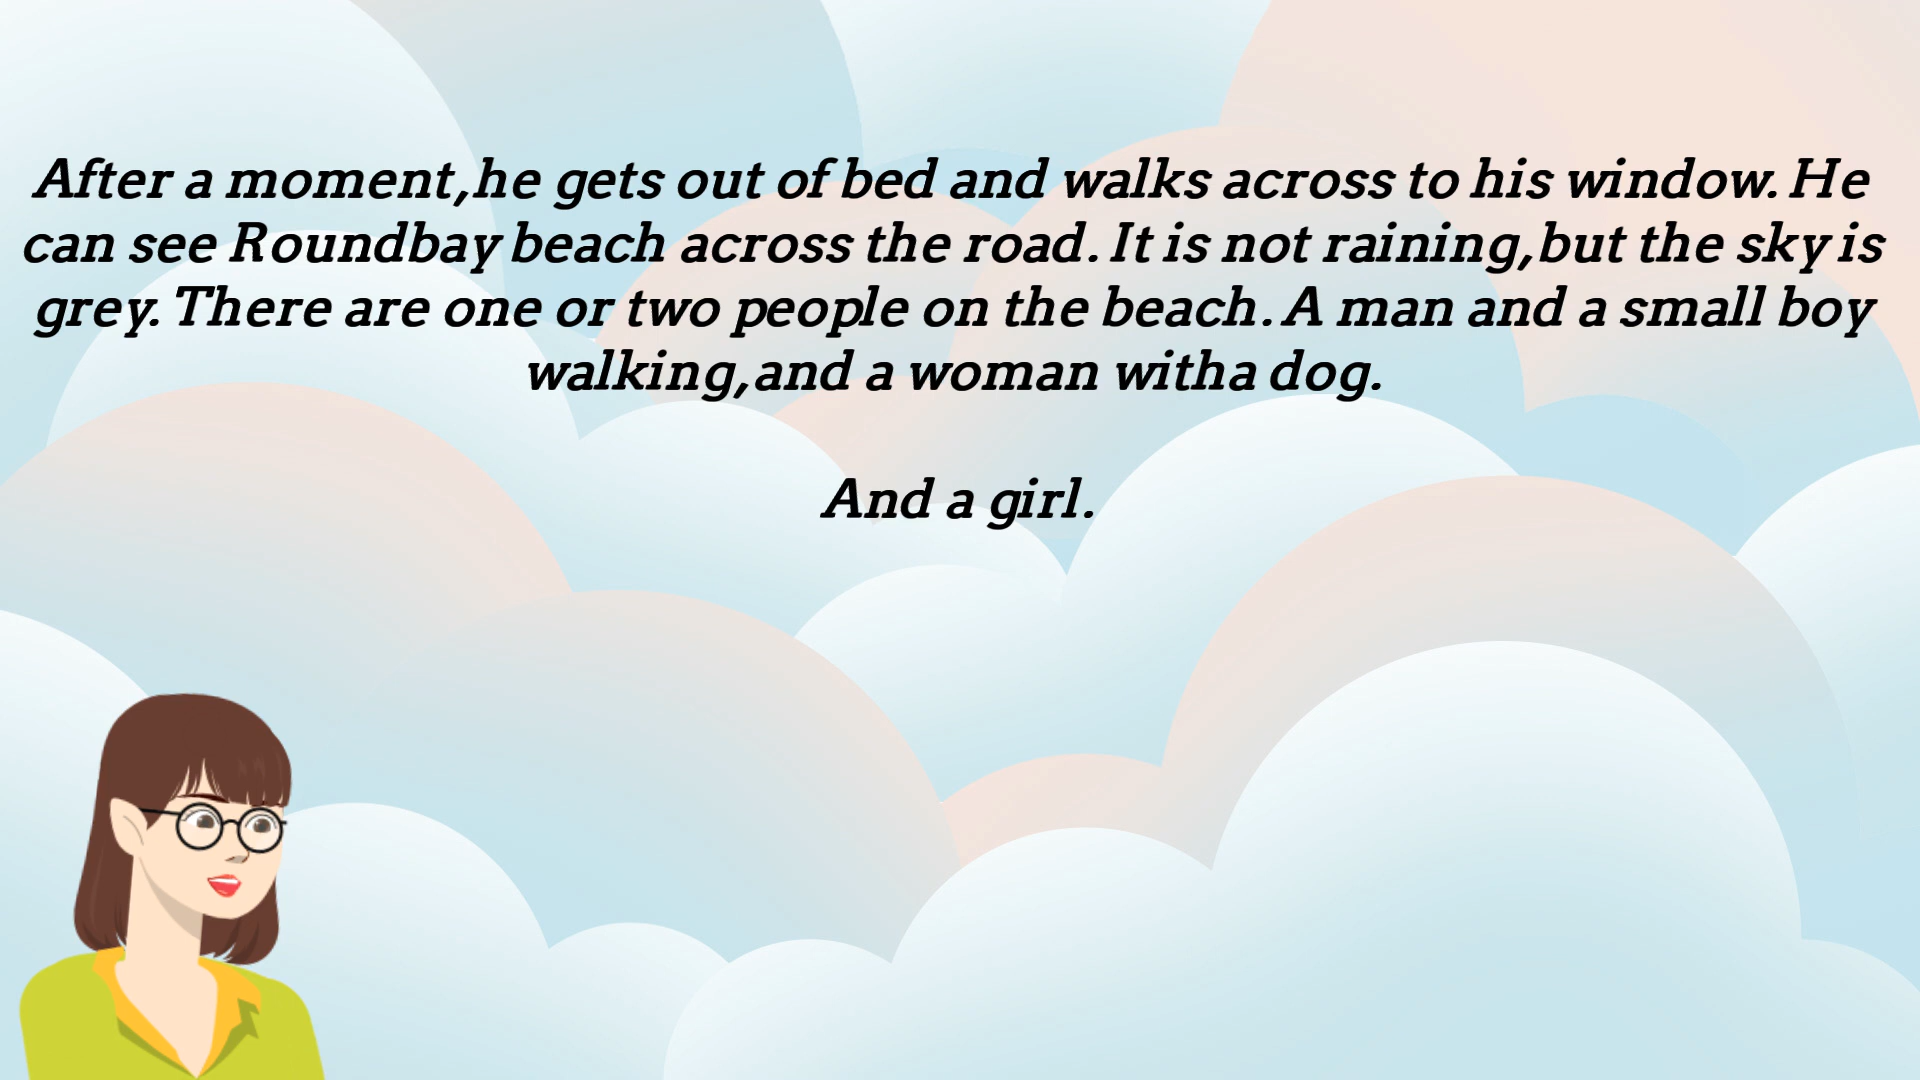 After a moment,he gets out of bed and walks across to his window. He
can see Roundbay beach across the road. It is not raining,but the sky is
grey. There are one or two people on the beach. A man and a small boy
walking,and a woman witha dog.
And a girl.